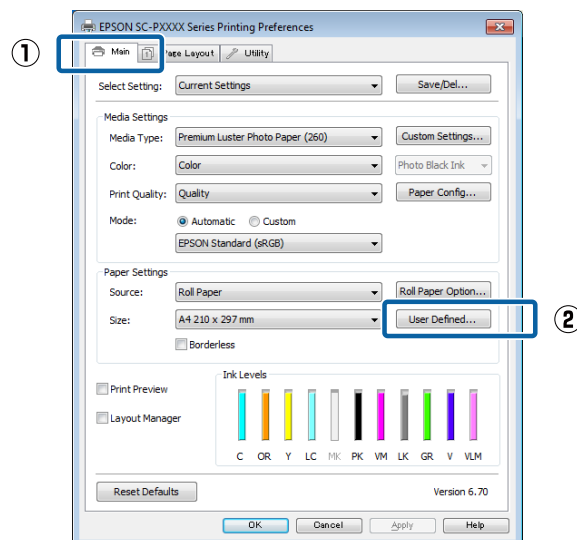 EPSON SC-PXXXX Series Printing Preferences
①
Main Page Layout Utility
Select Setting: Current Settings Save/Del...
Media Settings
Media Type: Premium Luster Photo Paper (260) Custom Settings...
Color: Color Photo Black Ink
Print Quality: Quality Paper Config...
Mode: Automatic Custom
EPSON Standard (sRGB)
Paper Settings
Source: Roll Paper Roll Paper Option...
Size: A4 210 x 297 mm User Defined...
②
Borderless
Ink Levels
Print Preview
Layout Manager
C OR Y LC MK PK VM LK GR V VLM
Reset Defaults Version 6.70
OK Cancel Apply Help